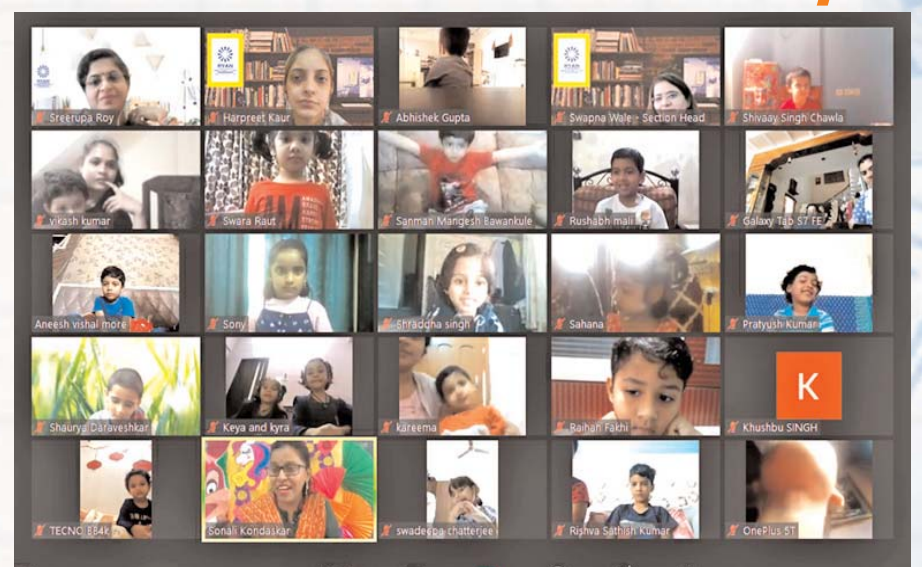 Sreerupa Roy
RYAN
Harpreet Kaur
Abhishek Gupta
RYAN
Swapna Wale - Section Head
Shivaay Singh Chawla
vikash kumar
Swara Raut
Sanman Mangesh Bawankule
Rushabh mali
Galaxy Tab S7 FE
Aneesh vishal more
Sony
Shraddha singh
Sahana
Pratyush Kumar
Shaurya Daraveshkar
Keya and kyra
kareema
Raihan Fakhi
K
Khushbu SINGH
TECNO BB4k
Sonali Kondaskar
swadeepa chatterjee
Rishva Sathish Kumar
OnePlus 5T